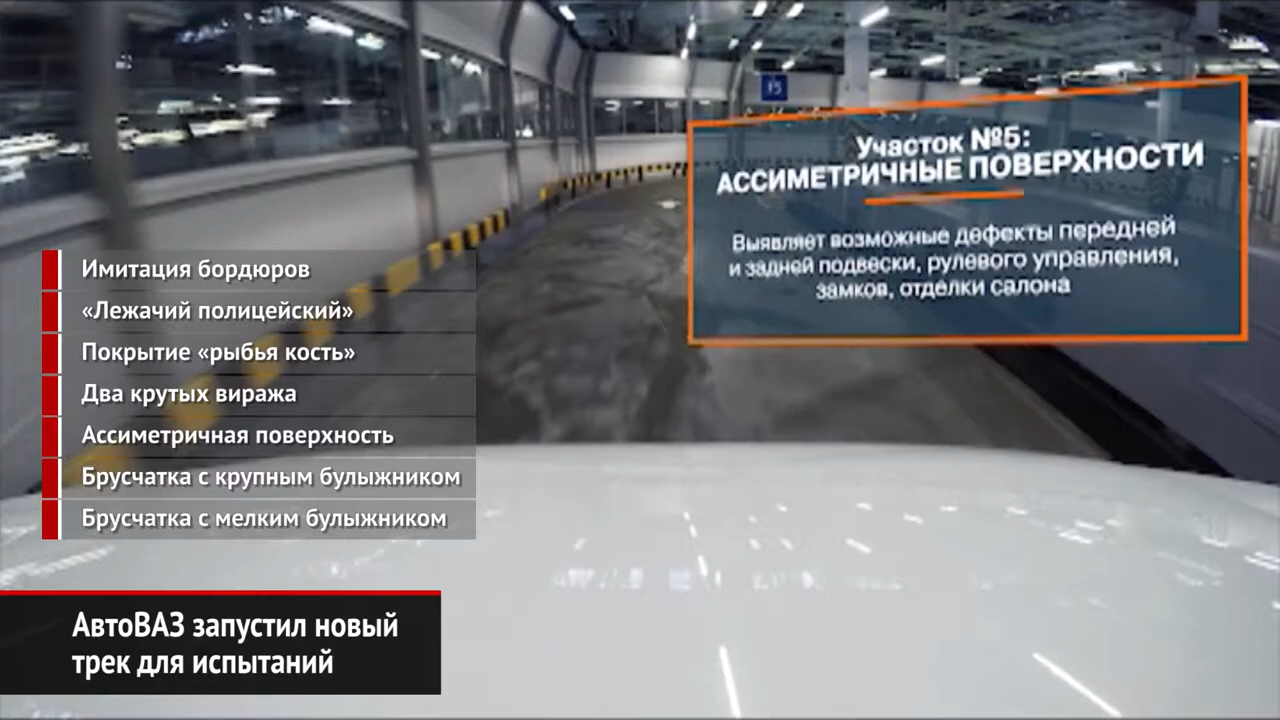 Участок №5:
АССИМЕТРИЧНЫЕ ПОВЕРХНОСТИ
Выявляет возможные дефекты передней
и задней подвески, рулевого управления,
замков, отделки салона
Имитация бордюров
«Лежачий полицейский»
Покрытие «рыбья кость»
Два крутых виража
Ассиметричная поверхность
Брусчатка с крупным булыжником
Брусчатка с мелким булыжником
АвтоВАЗ запустил новый
трек для испытаний